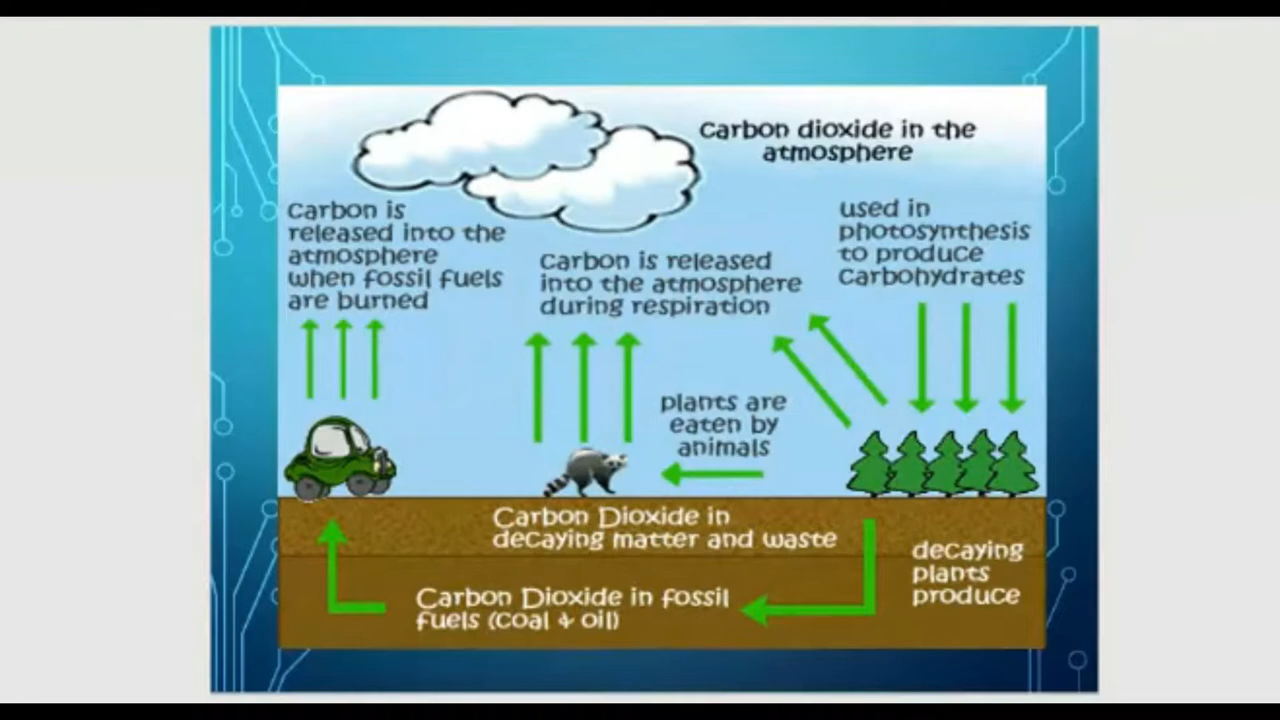 Carbon dioxide in the
atmosphere
Carbon is
released into the
atmosphere
when fossil fuels
are burned
Carbon is released
into the atmosphere
during respiration
used in
photosynthesis
to produce
carbohydrates
plants are
eaten by
animals
Carbon Dioxide in
decaying matter and waste
decaying
plants
produce
Carbon Dioxide in fossil
fuels (coal & oil)